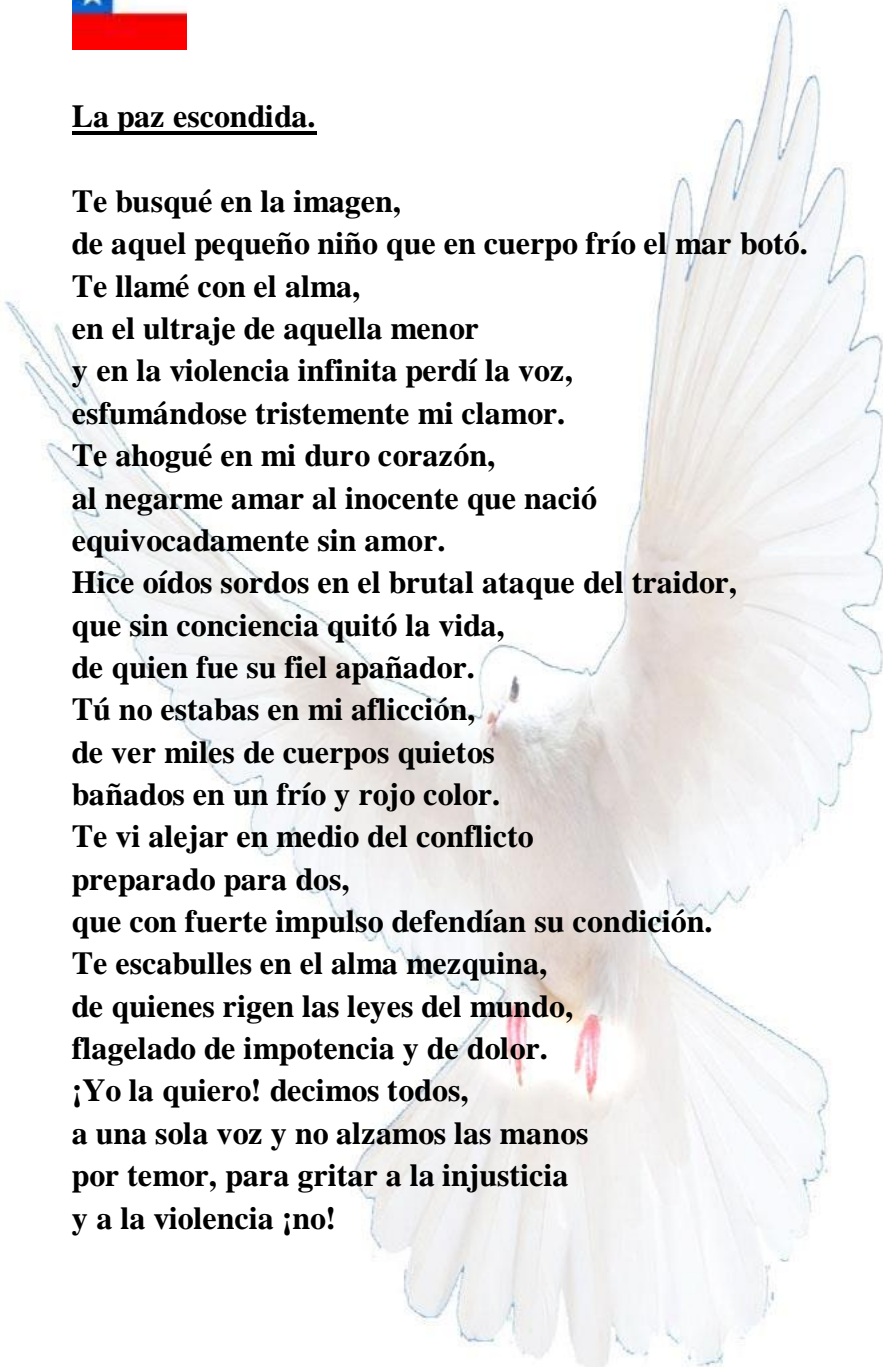 La paz escondida.
Te busqué en la imagen,
de aquel pequeño niño que en cuerpo frío el mar botó.
Te llamé con el alma,
en el ultraje de aquella menor
y en la violencia infinita perdí la voz,
esfumándose tristemente mi clamor.
Te ahogué en mi duro corazón,
al negarme amar al inocente que nació
equivocadamente sin amor.
Hice oídos sordos en el brutal ataque del traidor,
que sin conciencia quitó la vida,
de quien fue su fiel apañador.
Tú no estabas en mi aflicción,
de ver miles de cuerpos quietos
bañados en un frío y rojo color.
Te vi alejar en medio del conflicto
preparado para dos,
que con fuerte impulso defendían su condición.
Te escabulles en el alma mezquina,
de quienes rigen las leyes del mundo,
flagelado de impotencia y de dolor.
¡Yo la quiero! decimos todos,
a una sola voz y no alzamos las manos
por temor, para gritar a la injusticia
y a la violencia ¡no!